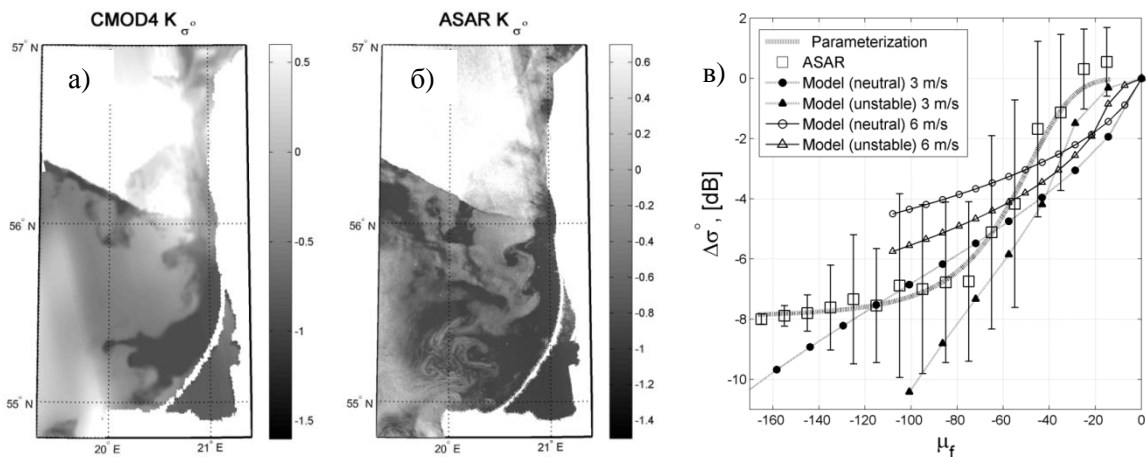 CMOD4 K σ°
а)
57° N
56° N
55° N
20° E
21° E
0.5
0
-0.5
-1
-1.5
ASAR K σ°
б)
57° N
56° N
55° N
20° E
21° E
0.6
0.4
0.2
0
-0.2
-0.4
-0.6
-0.8
-1
-1.2
-1.4
в)
Parameterization
ASAR
Model (neutral) 3 m/s
Model (unstable) 3 m/s
Model (neutral) 6 m/s
Model (unstable) 6 m/s
Δσ°, [dB]
0
-2
-4
-6
-8
-10
-160 -140 -120 -100 -80 -60 -40 -20 0
μf